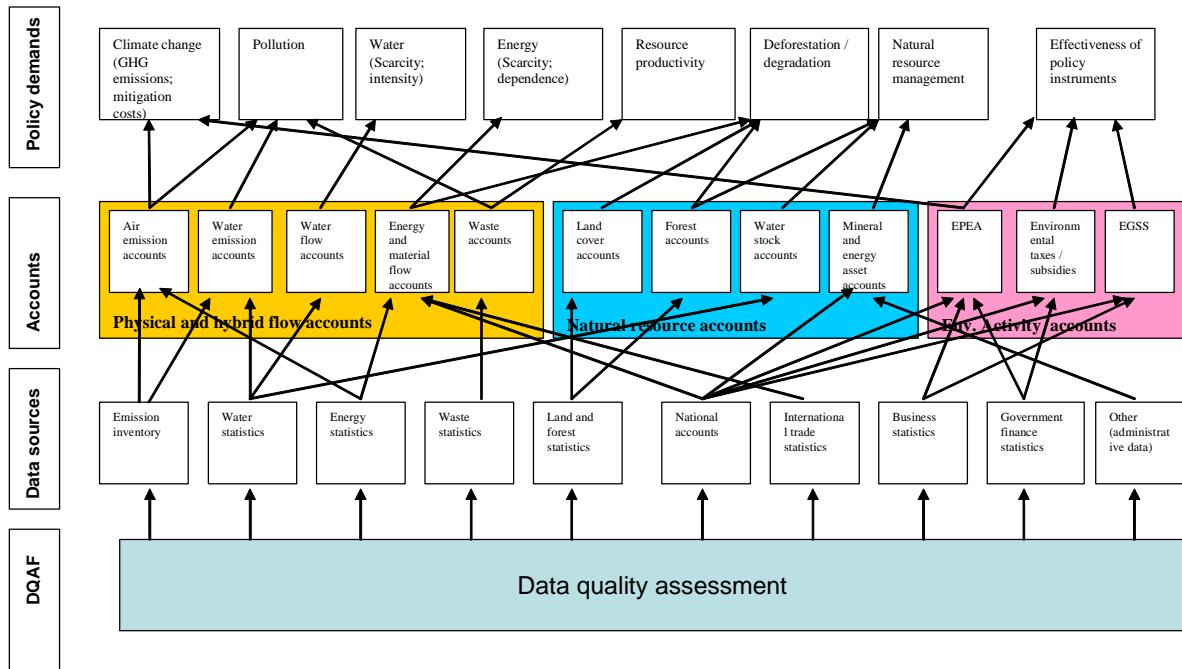 Policy demands
Climate change
(GHG
emissions;
mitigation
costs)
Pollution
Water
(Scarcity;
intensity)
Energy
(Scarcity;
dependence)
Resource
productivity
Deforestation /
degradation
Natural
resource
management
Effectiveness of
policy
instruments
Accounts
Air
emission
accounts
Water
emission
accounts
Water
flow
accounts
Energy
and
material
flow
accounts
Waste
accounts
Physical and hybrid flow accounts
Land
cover
accounts
Forest
accounts
Water
stock
accounts
Mineral
and
energy
asset
accounts
Natural resource accounts
EPEA
Environm
ental
taxes /
subsidies
EGSS
Env. Activity accounts
Data sources
Emission
inventory
Water
statistics
Energy
statistics
Waste
statistics
Land and
forest
statistics
National
accounts
Internationa
l trade
statistics
Business
statistics
Government
finance
statistics
Other
(administrat
ive data)
DQAF
Data quality assessment